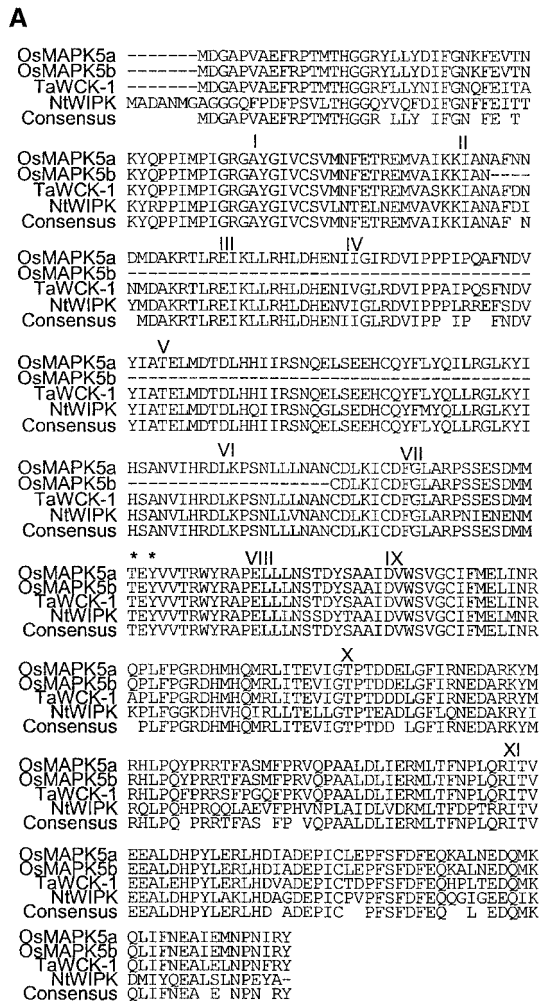 A
OsMAPK5a -------MDGAPVAEFRPTMTHGGRYLLYDIFGNKFEVTN
OsMAPK5b -------MDGAPVAEFRPTMTHGGRYLLYDIFGNKFEVTN
TaWCK-1 -------MDGAPVAEFRPTMTHGGRFLLYNIFGNQFEITA
NtWIPK MADANMGAGGGQFPDFPSVLTHGGQYVQFDIFGNFFEITT
Consensus MDGAPVAEFRPTMTHGGR LLYDIFGN FE T
I II
OsMAPK5a KYQPPIMPIGRGAYGIVCSVMNFETREMVAIKKIANAFNN
OsMAPK5b KYQPPIMPIGRGAYGIVCSVMNFETREMVAIKKIAN----
TaWCK-1 KYQPPIMPIGRGAYGIVCSVMNFETREMVASKKIANAFDN
NtWIPK KYRPPIMPIGRGAYGIVCSVLNTELNEMVAVKKIANAFDI
Consensus KYQPPIMPIGRGAYGIVCSVMNFETREMVAIKKIANAF N
III IV
OsMAPK5a DMDAKRTLREIKLLRHLDHENIIGIRDVIPPPIPQAFNDV
OsMAPK5b ----------------------------------------
TaWCK-1 NMDAKRTLREIKLLRHLDHENIVGLRDVIPPAIPQSFNDV
NtWIPK YMDAKRTLREIKLLRHLDHENVIGLRDVIPPPLRREFSDV
Consensus MDAKRTLREIKLLRHLDHENIIGLRDVIPP IP FNDV
V
OsMAPK5a YIATELMDTDLHHIIRSNQELSEEHCQYFLYQILRGLKYI
OsMAPK5b ----------------------------------------
TaWCK-1 YIATELMDTDLHHIIRSNQELSEEHCQYFLYQLLRGLKYI
NtWIPK YIATELMDTDLHQIIRSNQGLSEDHCQYFMYQLLRGLKYI
Consensus YIATELMDTDLHHIIRSNQELSEEHCQYFLYQLLRGLKYI
VI VII
OsMAPK5a HSANVIHRDLKPSNLLLNANCDLKICDFGLARPSSESDMM
OsMAPK5b --------------------CDLKICDFGLARPSSESDMM
TaWCK-1 HSANVIHRDLKPSNLLLNANCDLKICDFGLARPSSESDMM
NtWIPK HSANVLHRDLKPSNLLVNANCDLKICDFGLARPNIENENM
Consensus HSANVIHRDLKPSNLLLNANCDLKICDFGLARPSSESDMM
* * VIII IX
OsMAPK5a TEYVVTRWYRAPELLLNSTDYSAAIDVWSVGCIFMELINR
OsMAPK5b TEYVVTRWYRAPELLLNSTDYSAAIDVWSVGCIFMELINR
TaWCK-1 TEYVVTRWYRAPELLLNSTDYSAAIDVWSVGCIFMELINR
NtWIPK TEYVVTRWYRAPELLLNSSDYTAAIDVWSVGCIFMELMNR
Consensus TEYVVTRWYRAPELLLNSTDYSAAIDVWSVGCIFMELINR
X
OsMAPK5a QPLFPGRDHMHQMRLITEVIGTPTDDELGFIRNEDARKYM
OsMAPK5b QPLFPGRDHMHQMRLITEVIGTPTDDELGFIRNEDARKYM
TaWCK-1 APLFPGRDHMHQMRLITEVIGTPTDDDLGFIRNEDARRYM
NtWIPK KPLFGGKDHVHQIRLLTELLGTPTEADLGFLQNEDAKRYI
Consensus PLFPGRDHMHQMRLITEVIGTPTDD LGFIRNEDARKYM
XI
OsMAPK5a RHLPQYPRRTFASMFPRVQPAALDLIERMLTFNPLQRITV
OsMAPK5b RHLPQYPRRTFASMFPRVQPAALDLIERMLTFNPLQRITV
TaWCK-1 RHLPQFPRRSFPGQFPKVQPAALDLIERMLTFNPLQRITV
NtWIPK RQLPQHPRQQLAEVFPHVNPLAIDLVDKMLTFDPTRRITV
Consensus RHLPQ PRRTFAS FP VQPAALDLIERMLTFNPLQRITV
OsMAPK5a EEALDHPYLERLHDIADEPICLEPFSFDFEQKALNEDQMK
OsMAPK5b EEALDHPYLERLHDIADEPICLEPFSFDFEQKALNEDQMK
TaWCK-1 EEALEHPYLERLHDVADEPICTDPFSFDFEQHPLTEDQMK
NtWIPK EEALDHPYLAKLHDAGDEPICPVPFSFDFEQQGIGEEQIK
Consensus EEALDHPYLERLHD ADEPIC PFSFDFEQ L EDQMK
OsMAPK5a QLIFNEAIEMNPNIRY
OsMAPK5b QLIFNEAIEMNPNIRY
TaWCK-1 QLIFNEALELNPNFRY
NtWIPK DMIYQEALSLNPEYA-
Consensus QLIFNEA E NPN RY